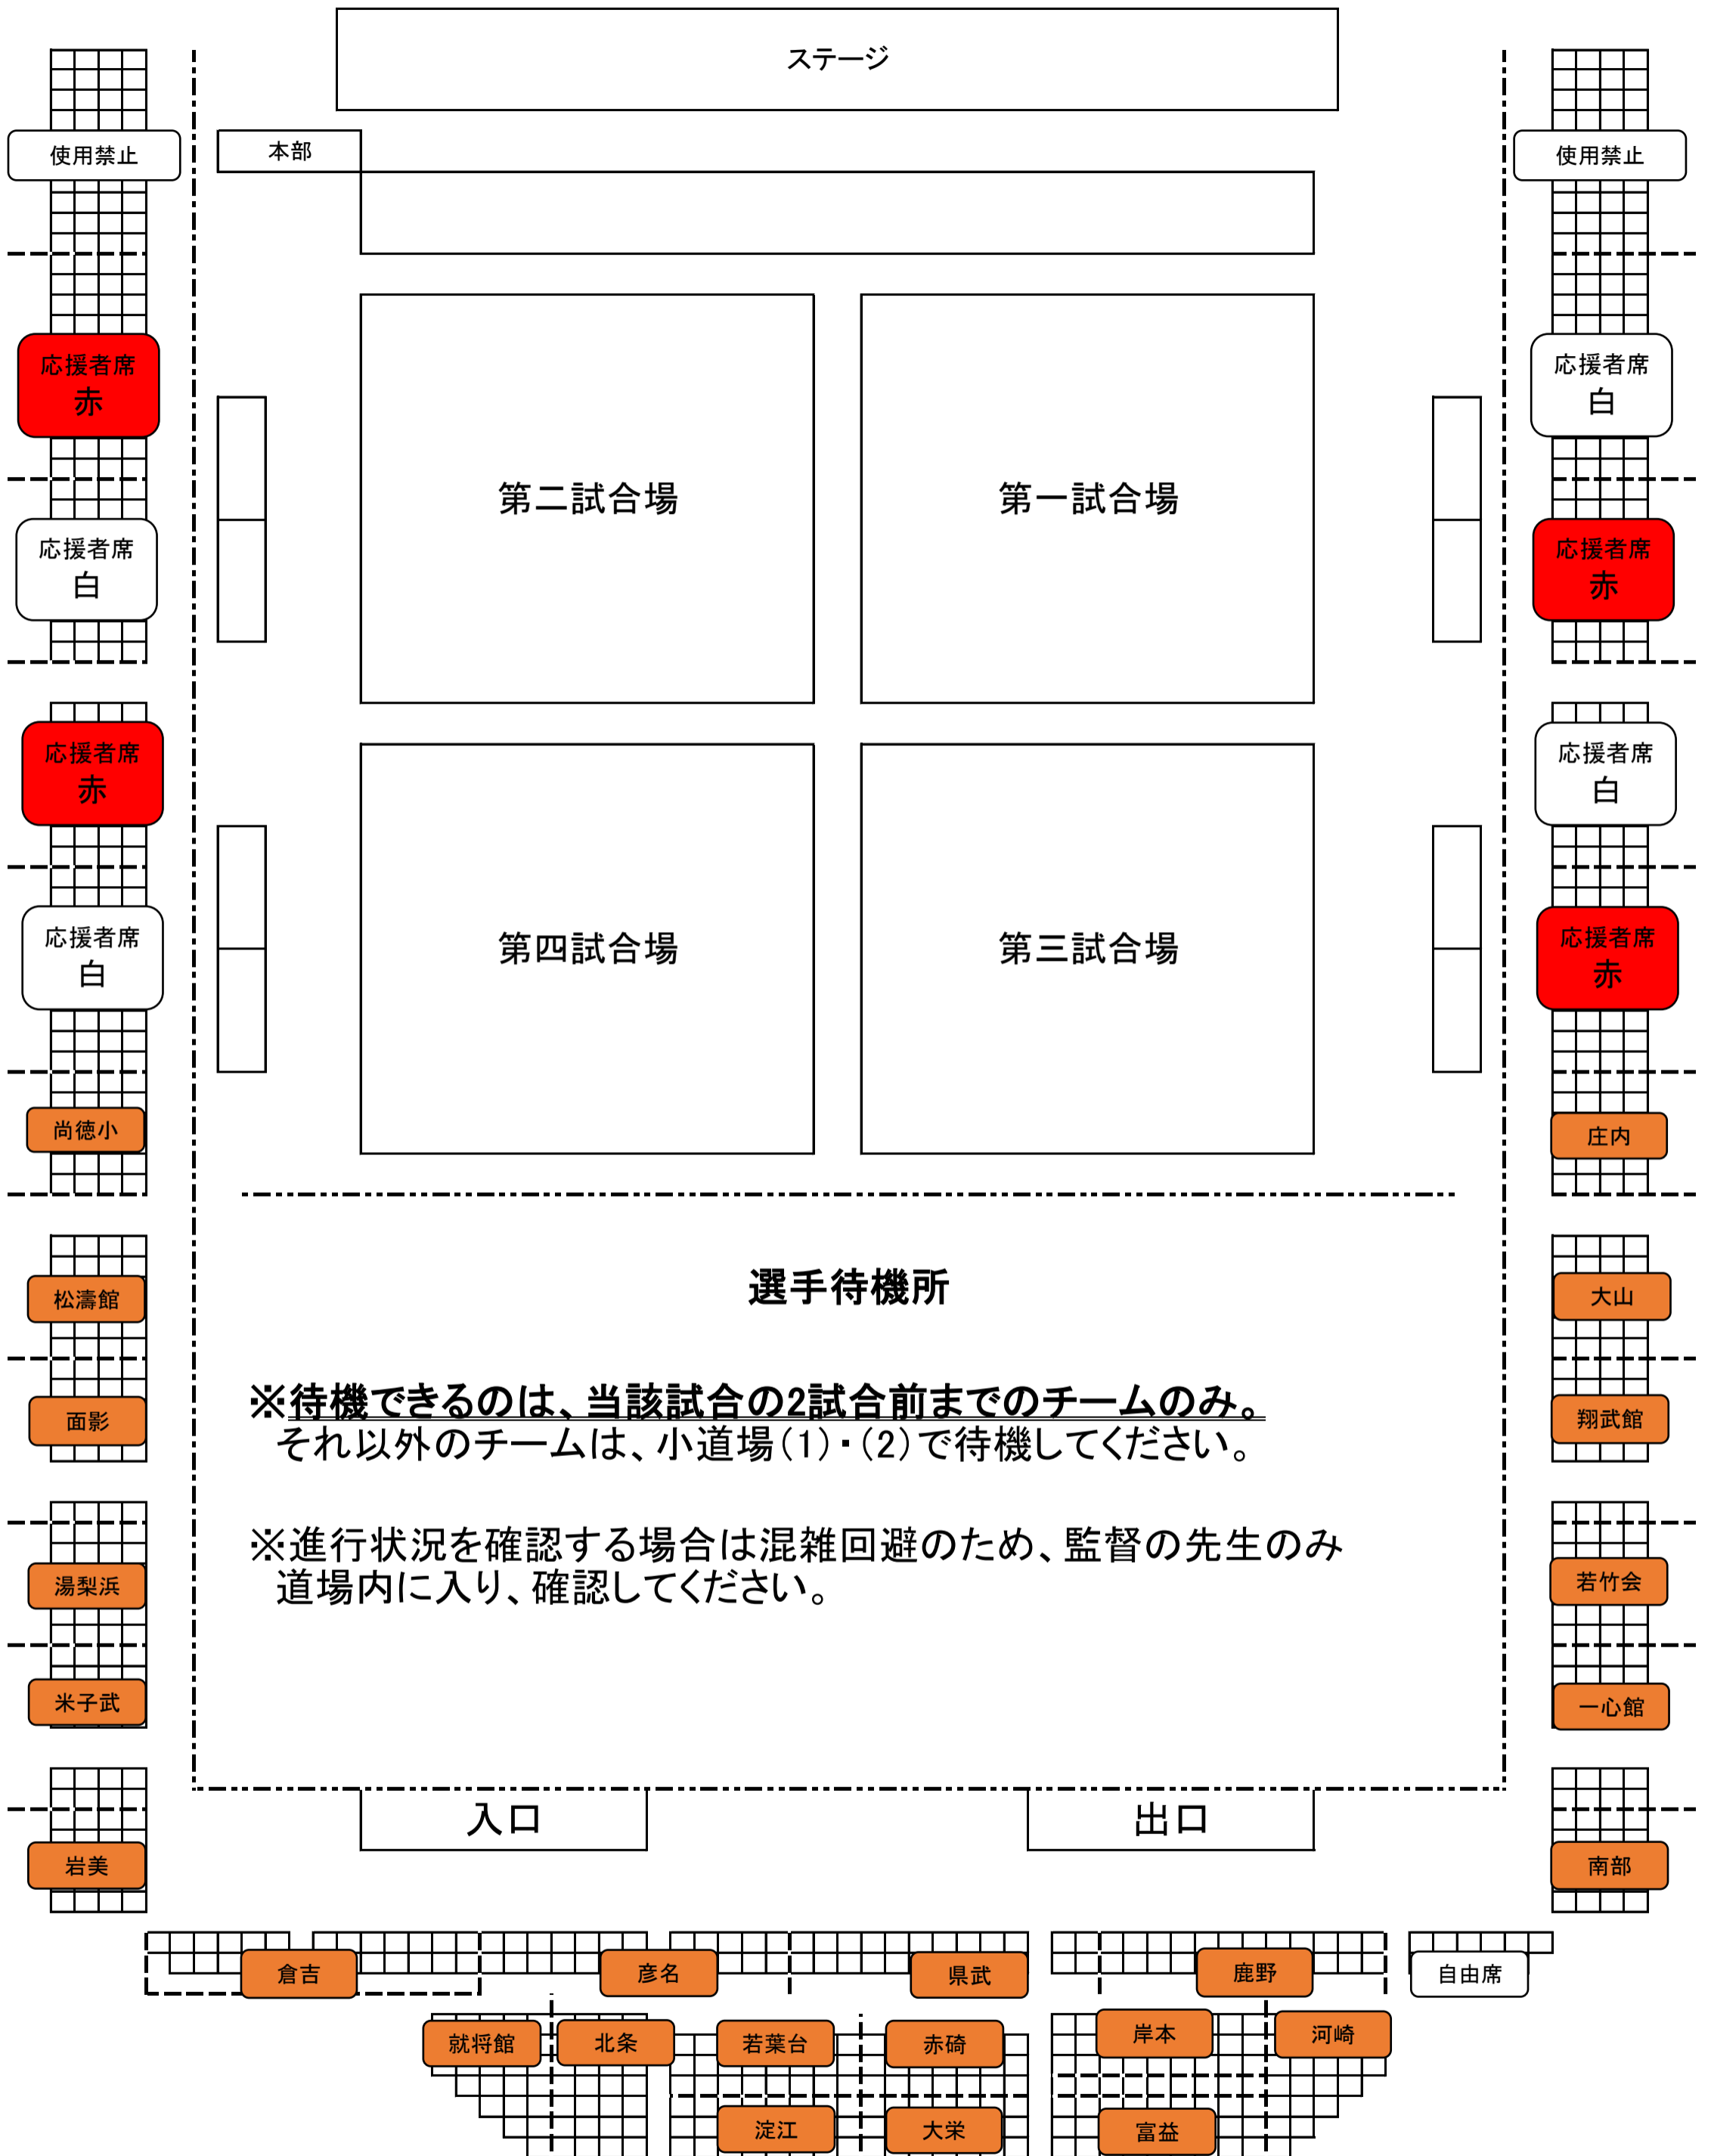 ステージ
使用禁止
本部
使用禁止
応援者席
赤
応援者席
白
第二試合場
第一試合場
応援者席
白
応援者席
赤
応援者席
赤
応援者席
白
応援者席
白
第四試合場
第三試合場
応援者席
赤
尚徳小
庄内
松濤館
選手待機所
大山
面影
※待機できるのは、当該試合の2試合前までのチームのみ。
それ以外のチームは、小道場(1)・(2)で待機してください。
翔武館
※進行状況を確認する場合は混雑回避のため、監督の先生のみ
道場内に入り、確認してください。
湯梨浜
若竹会
米子武
一心館
入口
出口
岩美
南部
倉吉
彦名
県武
鹿野
自由席
就将館
北条
若葉台
赤碕
岸本
河崎
淀江
大栄
富益